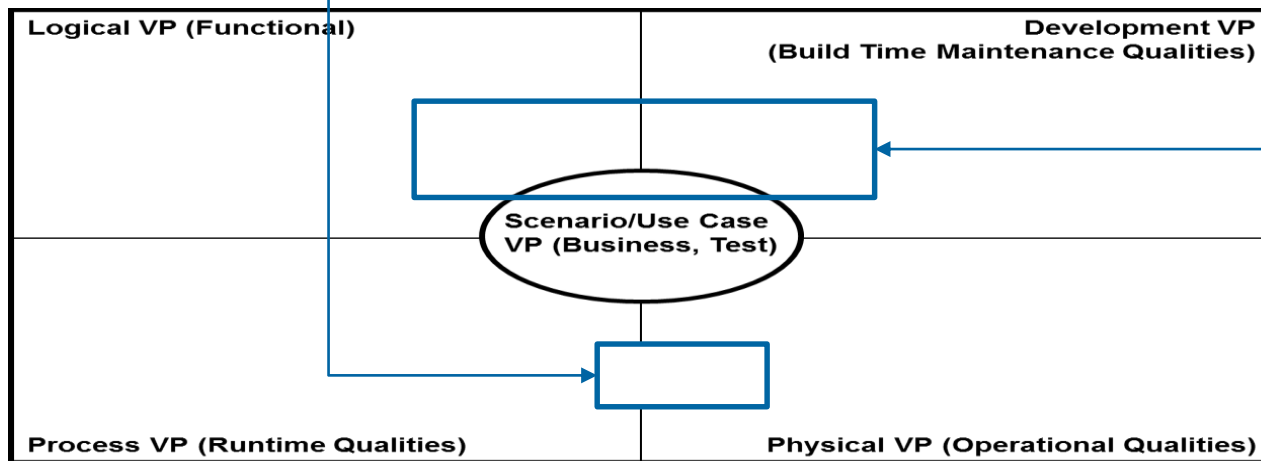 Logical VP (Functional)
Development VP
(Build Time Maintenance Qualities)
Scenario/Use Case
VP (Business, Test)
Process VP (Runtime Qualities)
Physical VP (Operational Qualities)